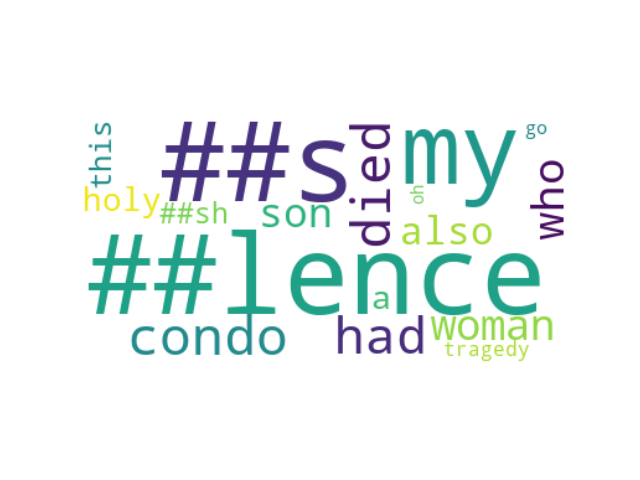 this
##s
died
my
go
who
holy
##sh
son
oh
also
##lence
a
condo
had
woman
tragedy